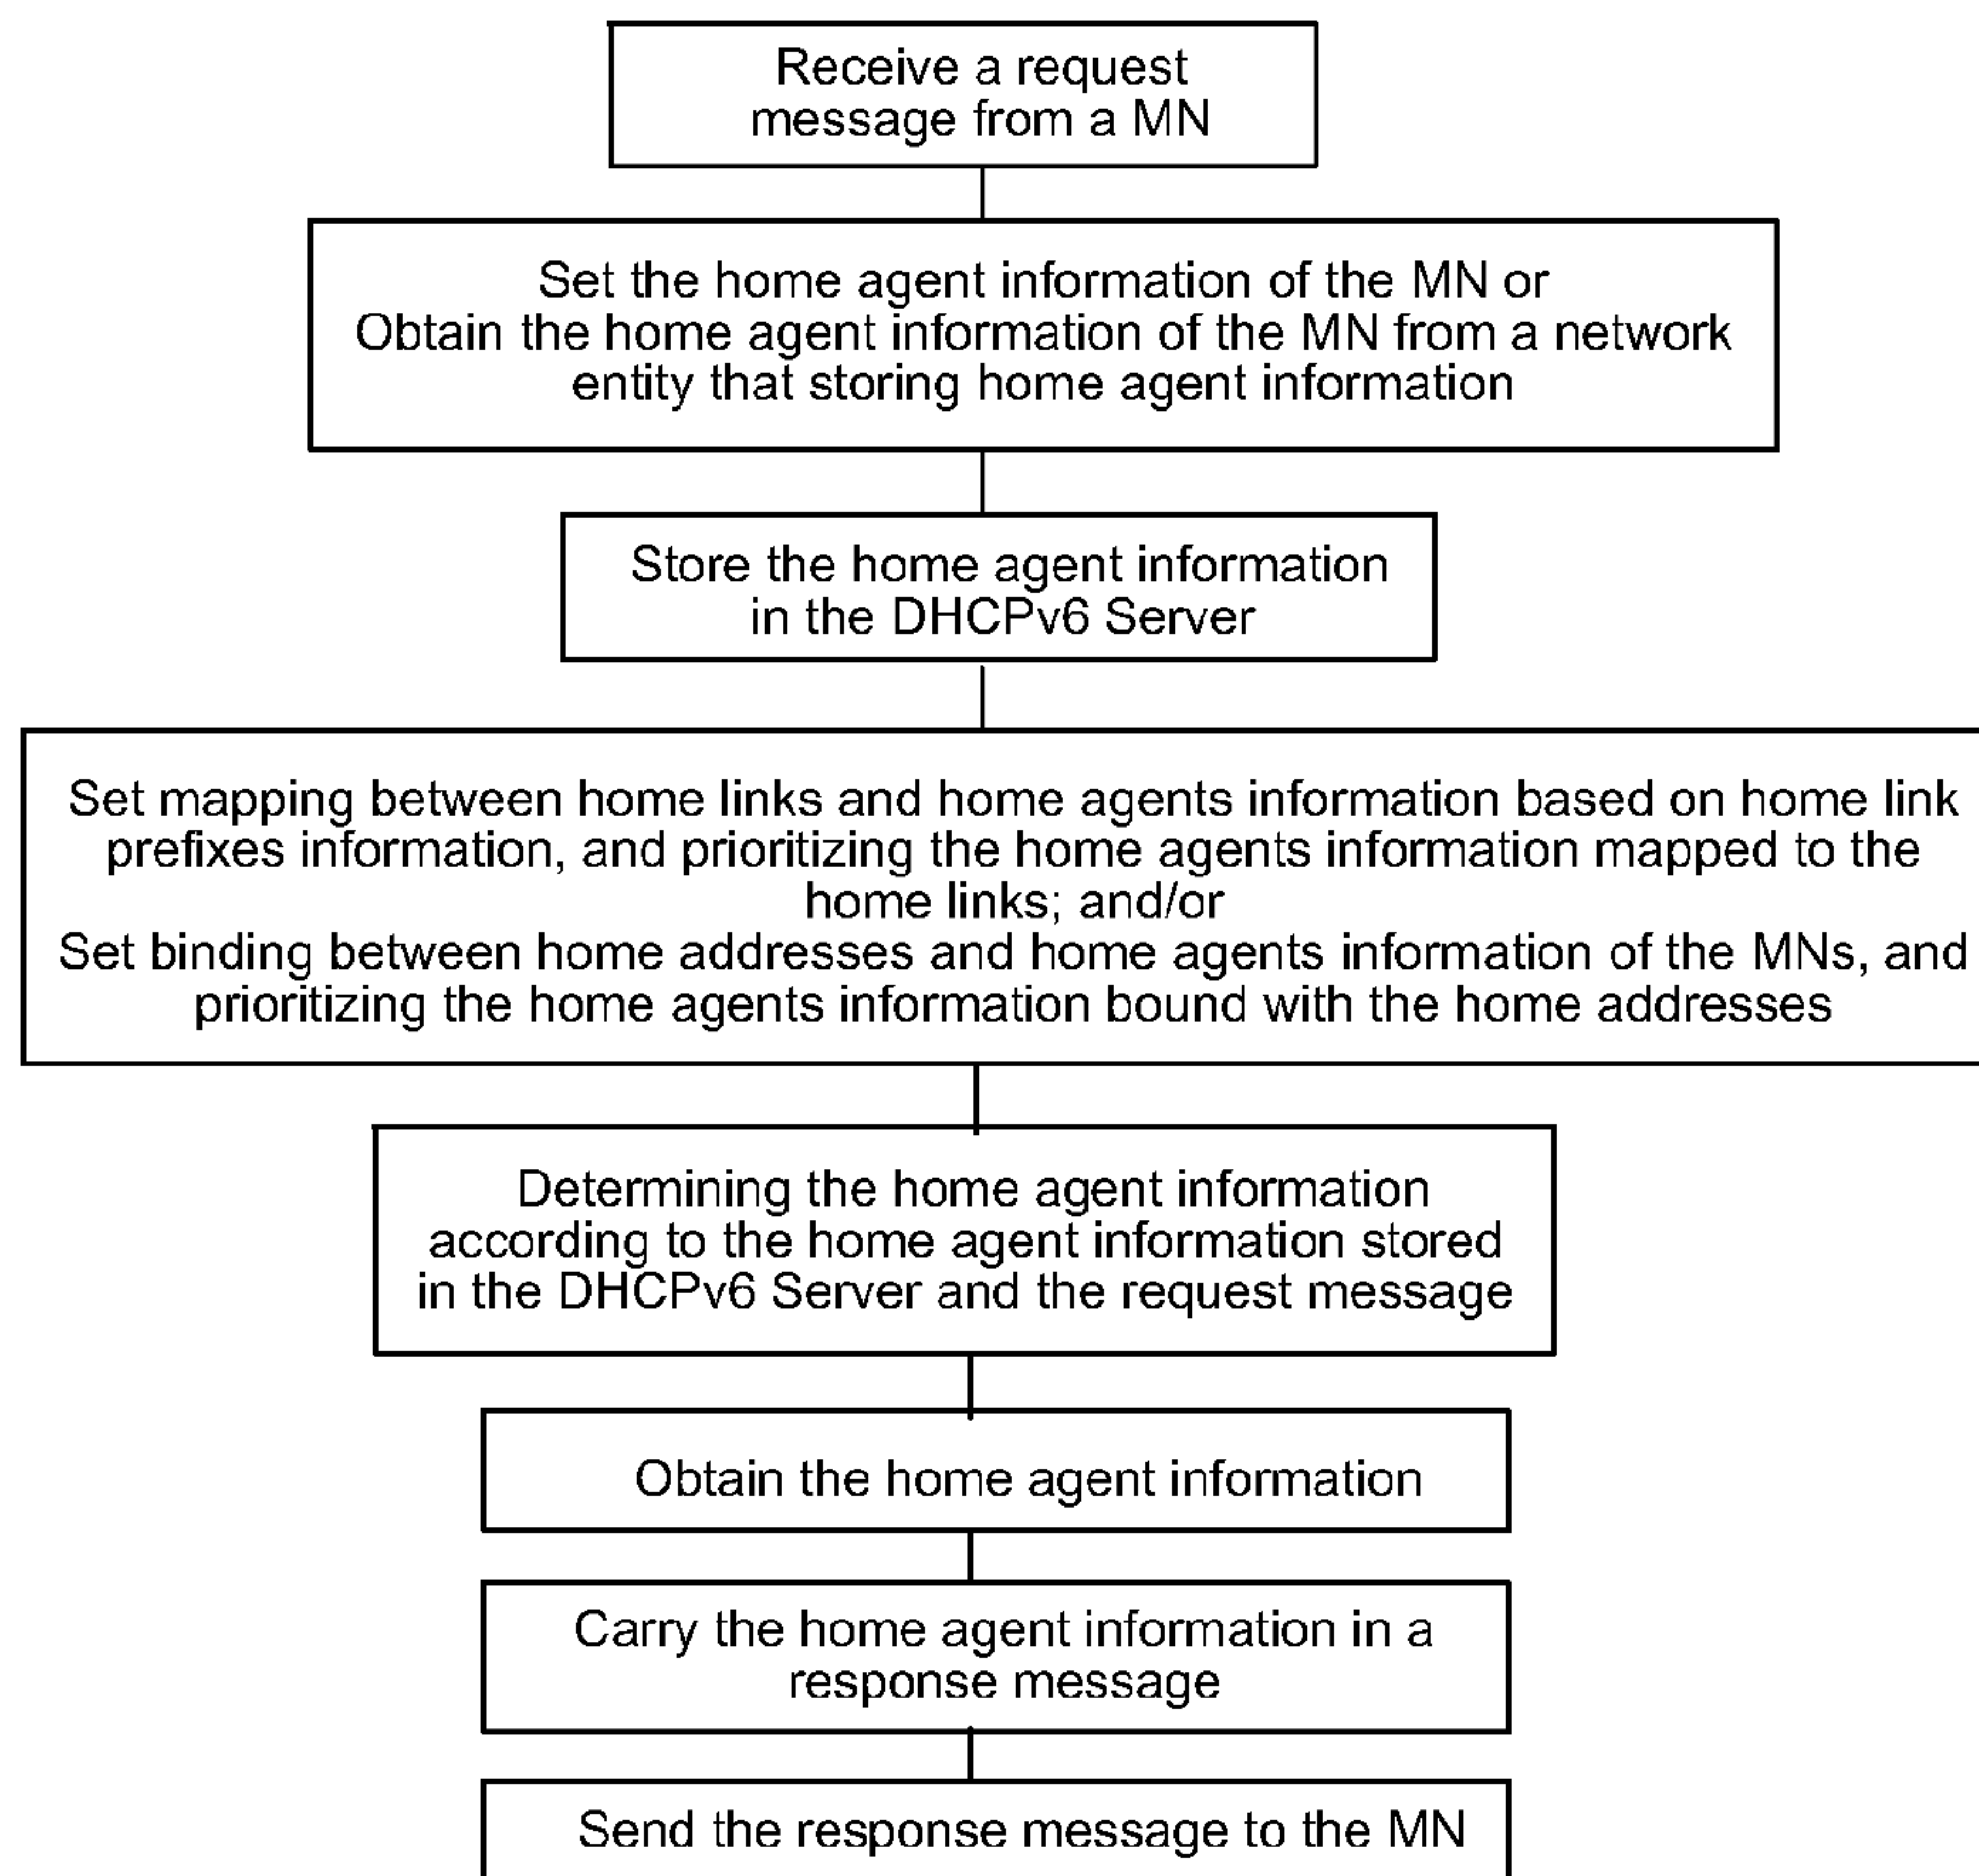 Receive a request
message from a MN
Set the home agent information of the MN or
Obtain the home agent information of the MN from a network
entity that storing home agent information
Store the home agent information
in the DHCPv6 Server
Set mapping between home links and home agents information based on home link
prefixes information, and prioritizing the home agents information mapped to the
home links; and/or
Set binding between home addresses and home agents information of the MNs, and
prioritizing the home agents information bound with the home addresses
Determining the home agent information
according to the home agent information stored
in the DHCPv6 Server and the request message
Obtain the home agent information
Carry the home agent information in a
response message
Send the response message to the MN